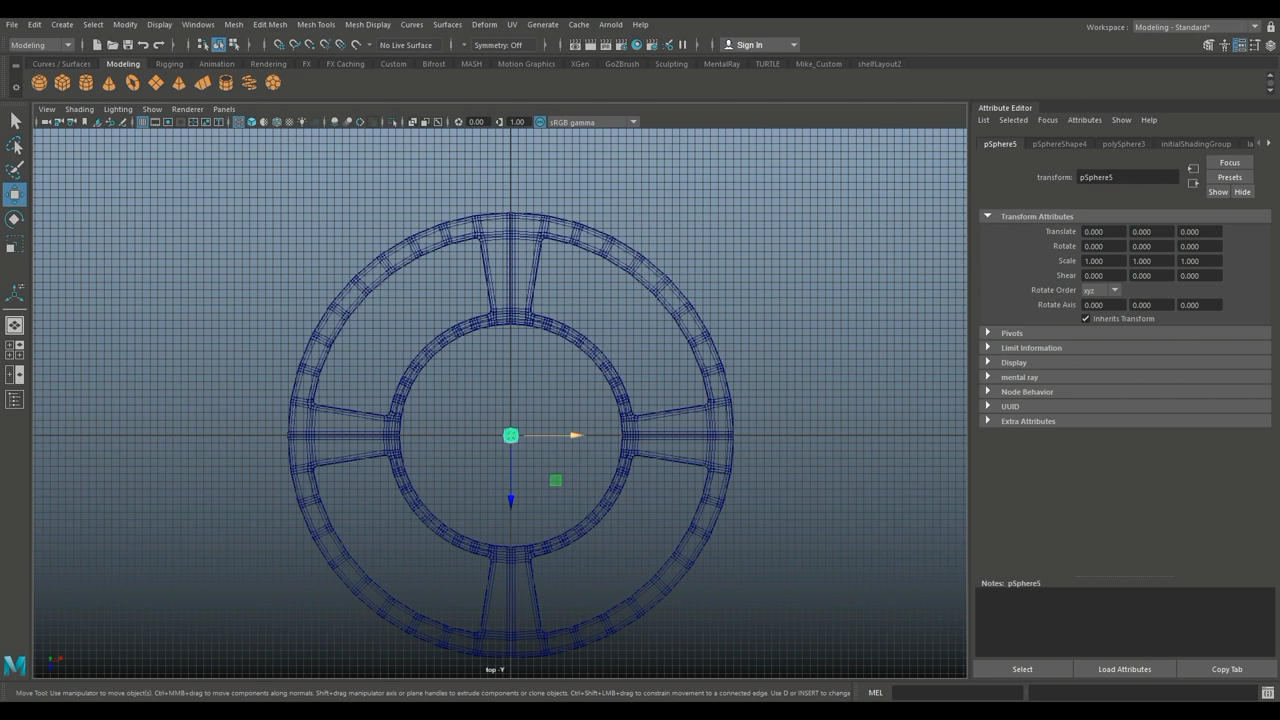 File Edit Create Select Modify Display Windows Mesh Edit Mesh Mesh Tools Mesh Display Curves Surfaces Deform UV Generate Cache Arnold Help
Workspace : Modeling - Standard*
Modeling No Live Surface Symmetry: Off Sign In
Curves / Surfaces Modeling Rigging Animation Rendering FX FX Caching Custom Bifrost MASH Motion Graphics XGen GoZBrush Sculpting MentalRay TURTLE Mike_Custom shelfLayout2
View Shading Lighting Show Renderer Panels
0.00 1.00 sRGB gamma
Attribute Editor
List Selected Focus Attributes Show Help
pSphere5 pSphereShape4 polySphere3 initialShadingGroup la
Focus
transform: pSphere5 Presets
Show Hide
Transform Attributes
Translate 0.000 0.000 0.000
Rotate 0.000 0.000 0.000
Scale 1.000 1.000 1.000
Shear 0.000 0.000 0.000
Rotate Order xyz
Rotate Axis 0.000 0.000 0.000
Inherits Transform
Pivots
Limit Information
Display
mental ray
Node Behavior
UUID
Extra Attributes
Notes: pSphere5
top -Y
Select Load Attributes Copy Tab
Move Tool: Use manipulator to move object(s). Ctrl+MMB+drag to move components along normals. Shift+drag manipulator axis or plane handles to extrude components or clone objects. Ctrl+Shift+LMB+drag to constrain movement to a connected edge. Use D or INSERT to change
MEL